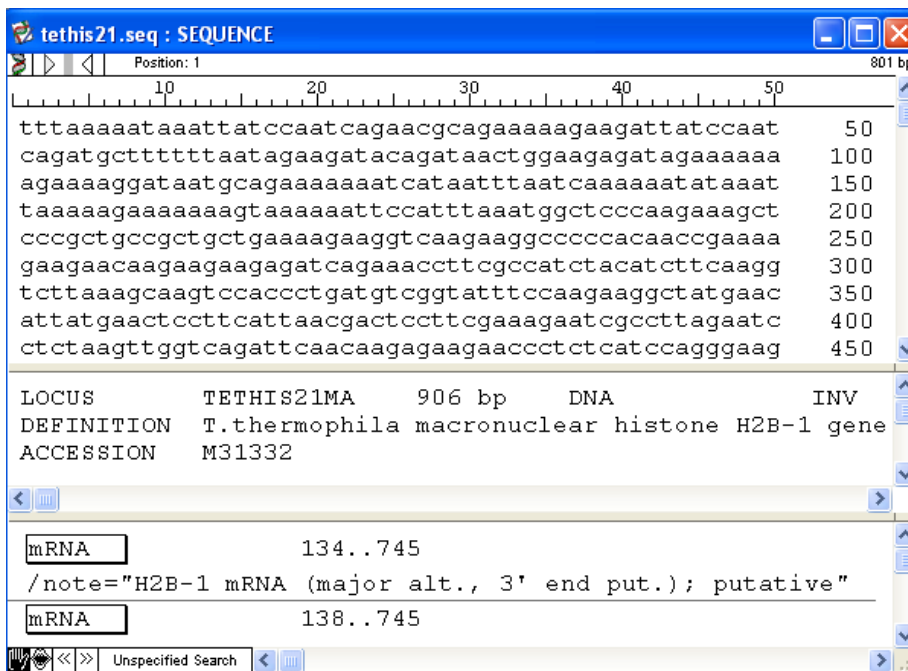 tethis21.seq : SEQUENCE
Position: 1 801 bp
10 20 30 40 50
tttaaaaataaattatccaatcagaacgcagaaaaagaagattatccaat 50
cagatgcttttttaatagaagatacagataactggaagagatagaaaaaa 100
agaaaaggataatgcagaaaaaaatcataatttaatcaaaaaatataaat 150
taaaaagaaaaaaagtaaaaaattccatttaaatggctcccaagaaagct 200
cccgctgccgctgctgaaaagaaggtcaagaaggcccccacaaccgaaaa 250
gaagaacaagaagaagagatcagaaaccttcgccatctacatcttcaagg 300
tcttaaagcaagtccaccctgatgtcggtatttccaagaaggctatgaac 350
attatgaactccttcattaacgactccttcgaaagaatcgccttagaatc 400
ctctaagttggtcagattcaacaagagaagaaccctctcatccagggaag 450
LOCUS TETHIS21MA 906 bp DNA INV
DEFINITION T.thermophila macronuclear histone H2B-1 gene
ACCESSION M31332
mRNA 134..745
/note="H2B-1 mRNA (major alt., 3' end put.); putative"
mRNA 138..745
Unspecified Search